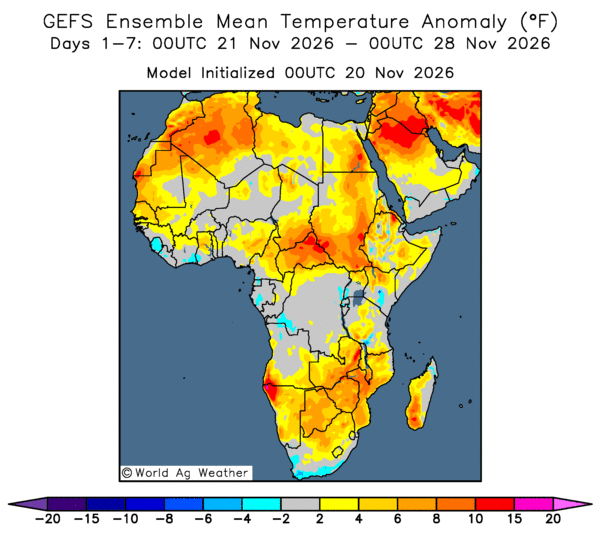 GEFS Ensemble Mean Temperature Anomaly (°F)
Days 1-7: 00UTC 21 Nov 2026 - 00UTC 28 Nov 2026
Model Initialized 00UTC 20 Nov 2026
© World Ag Weather
-20 -15 -10 -8 -6 -4 -2 2 4 6 8 10 15 20